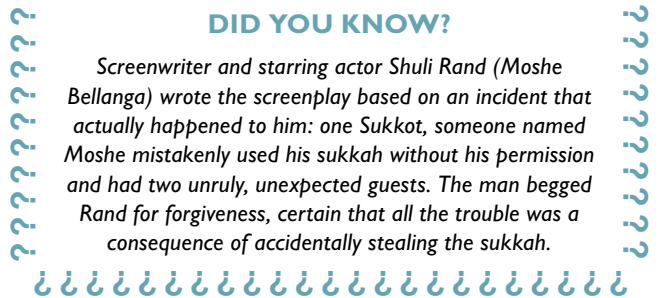 DID YOU KNOW?
Screenwriter and starring actor Shuli Rand (Moshe
Bellanga) wrote the screenplay based on an incident that
actually happened to him: one Sukkot, someone named
Moshe mistakenly used his sukkah without his permission
and had two unruly, unexpected guests. The man begged
Rand for forgiveness, certain that all the trouble was a
consequence of accidentally stealing the sukkah.